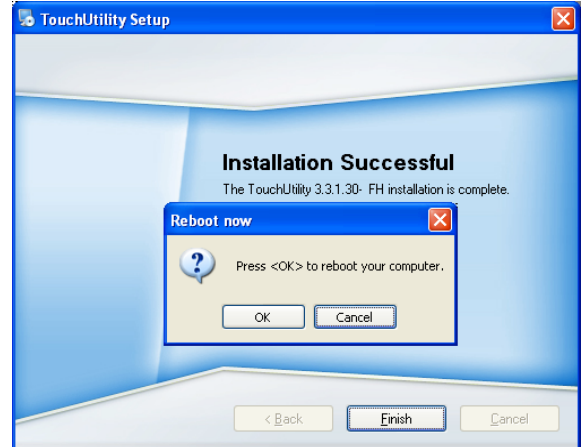 TouchUtility Setup
Installation Successful
The TouchUtility 3.3.1.30- FH installation is complete.
Reboot now
Press <OK> to reboot your computer.
OK
Cancel
< Back
Finish
Cancel